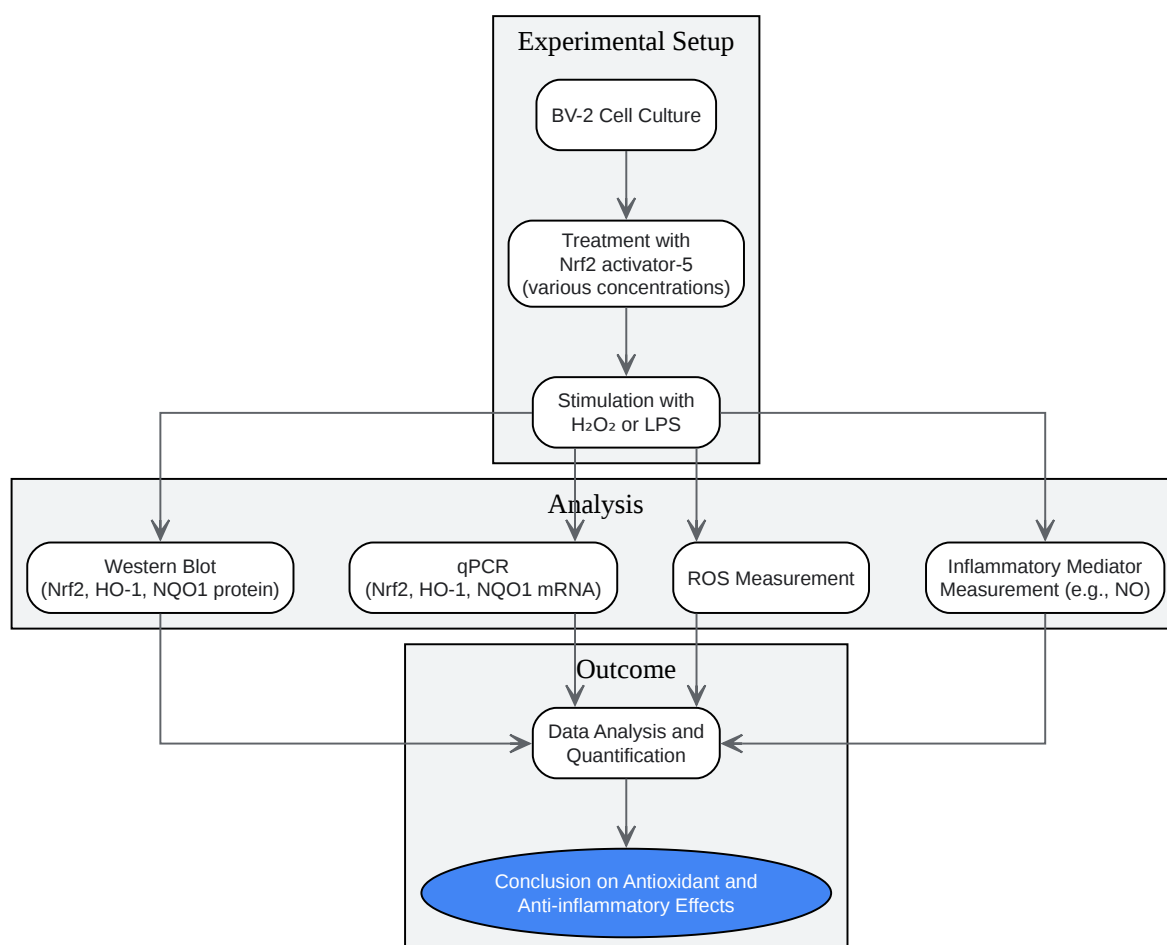 Experimental Setup
BV-2 Cell Culture
Treatment with
Nrf2 activator-5
(various concentrations)
Stimulation with
H₂O₂ or LPS
Analysis
Western Blot
(Nrf2, HO-1, NQO1 protein)
qPCR
(Nrf2, HO-1, NQO1 mRNA)
ROS Measurement
Inflammatory Mediator
Measurement (e.g., NO)
Outcome
Data Analysis and
Quantification
Conclusion on Antioxidant and
Anti-inflammatory Effects